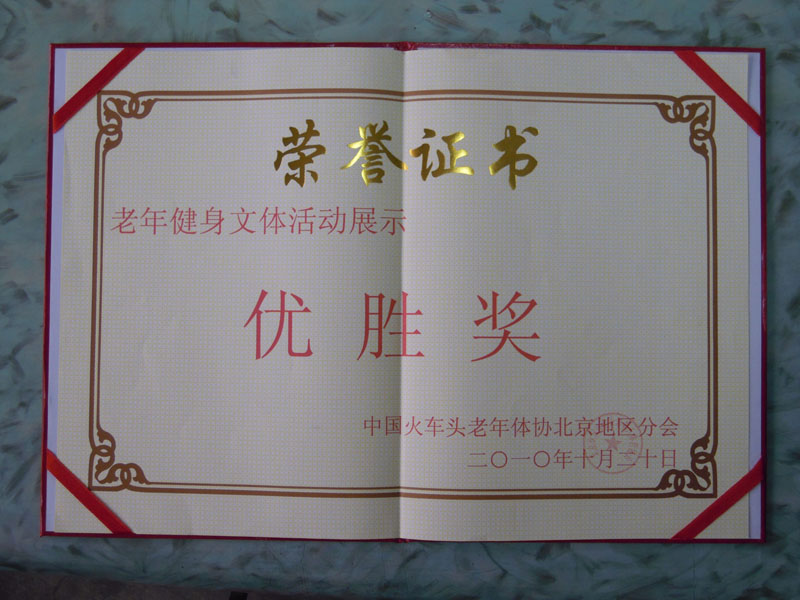 荣誉证书
老年健身文体活动展示
优胜奖
中国火车头老年体协北京地区分会
二〇一〇年十月二十日